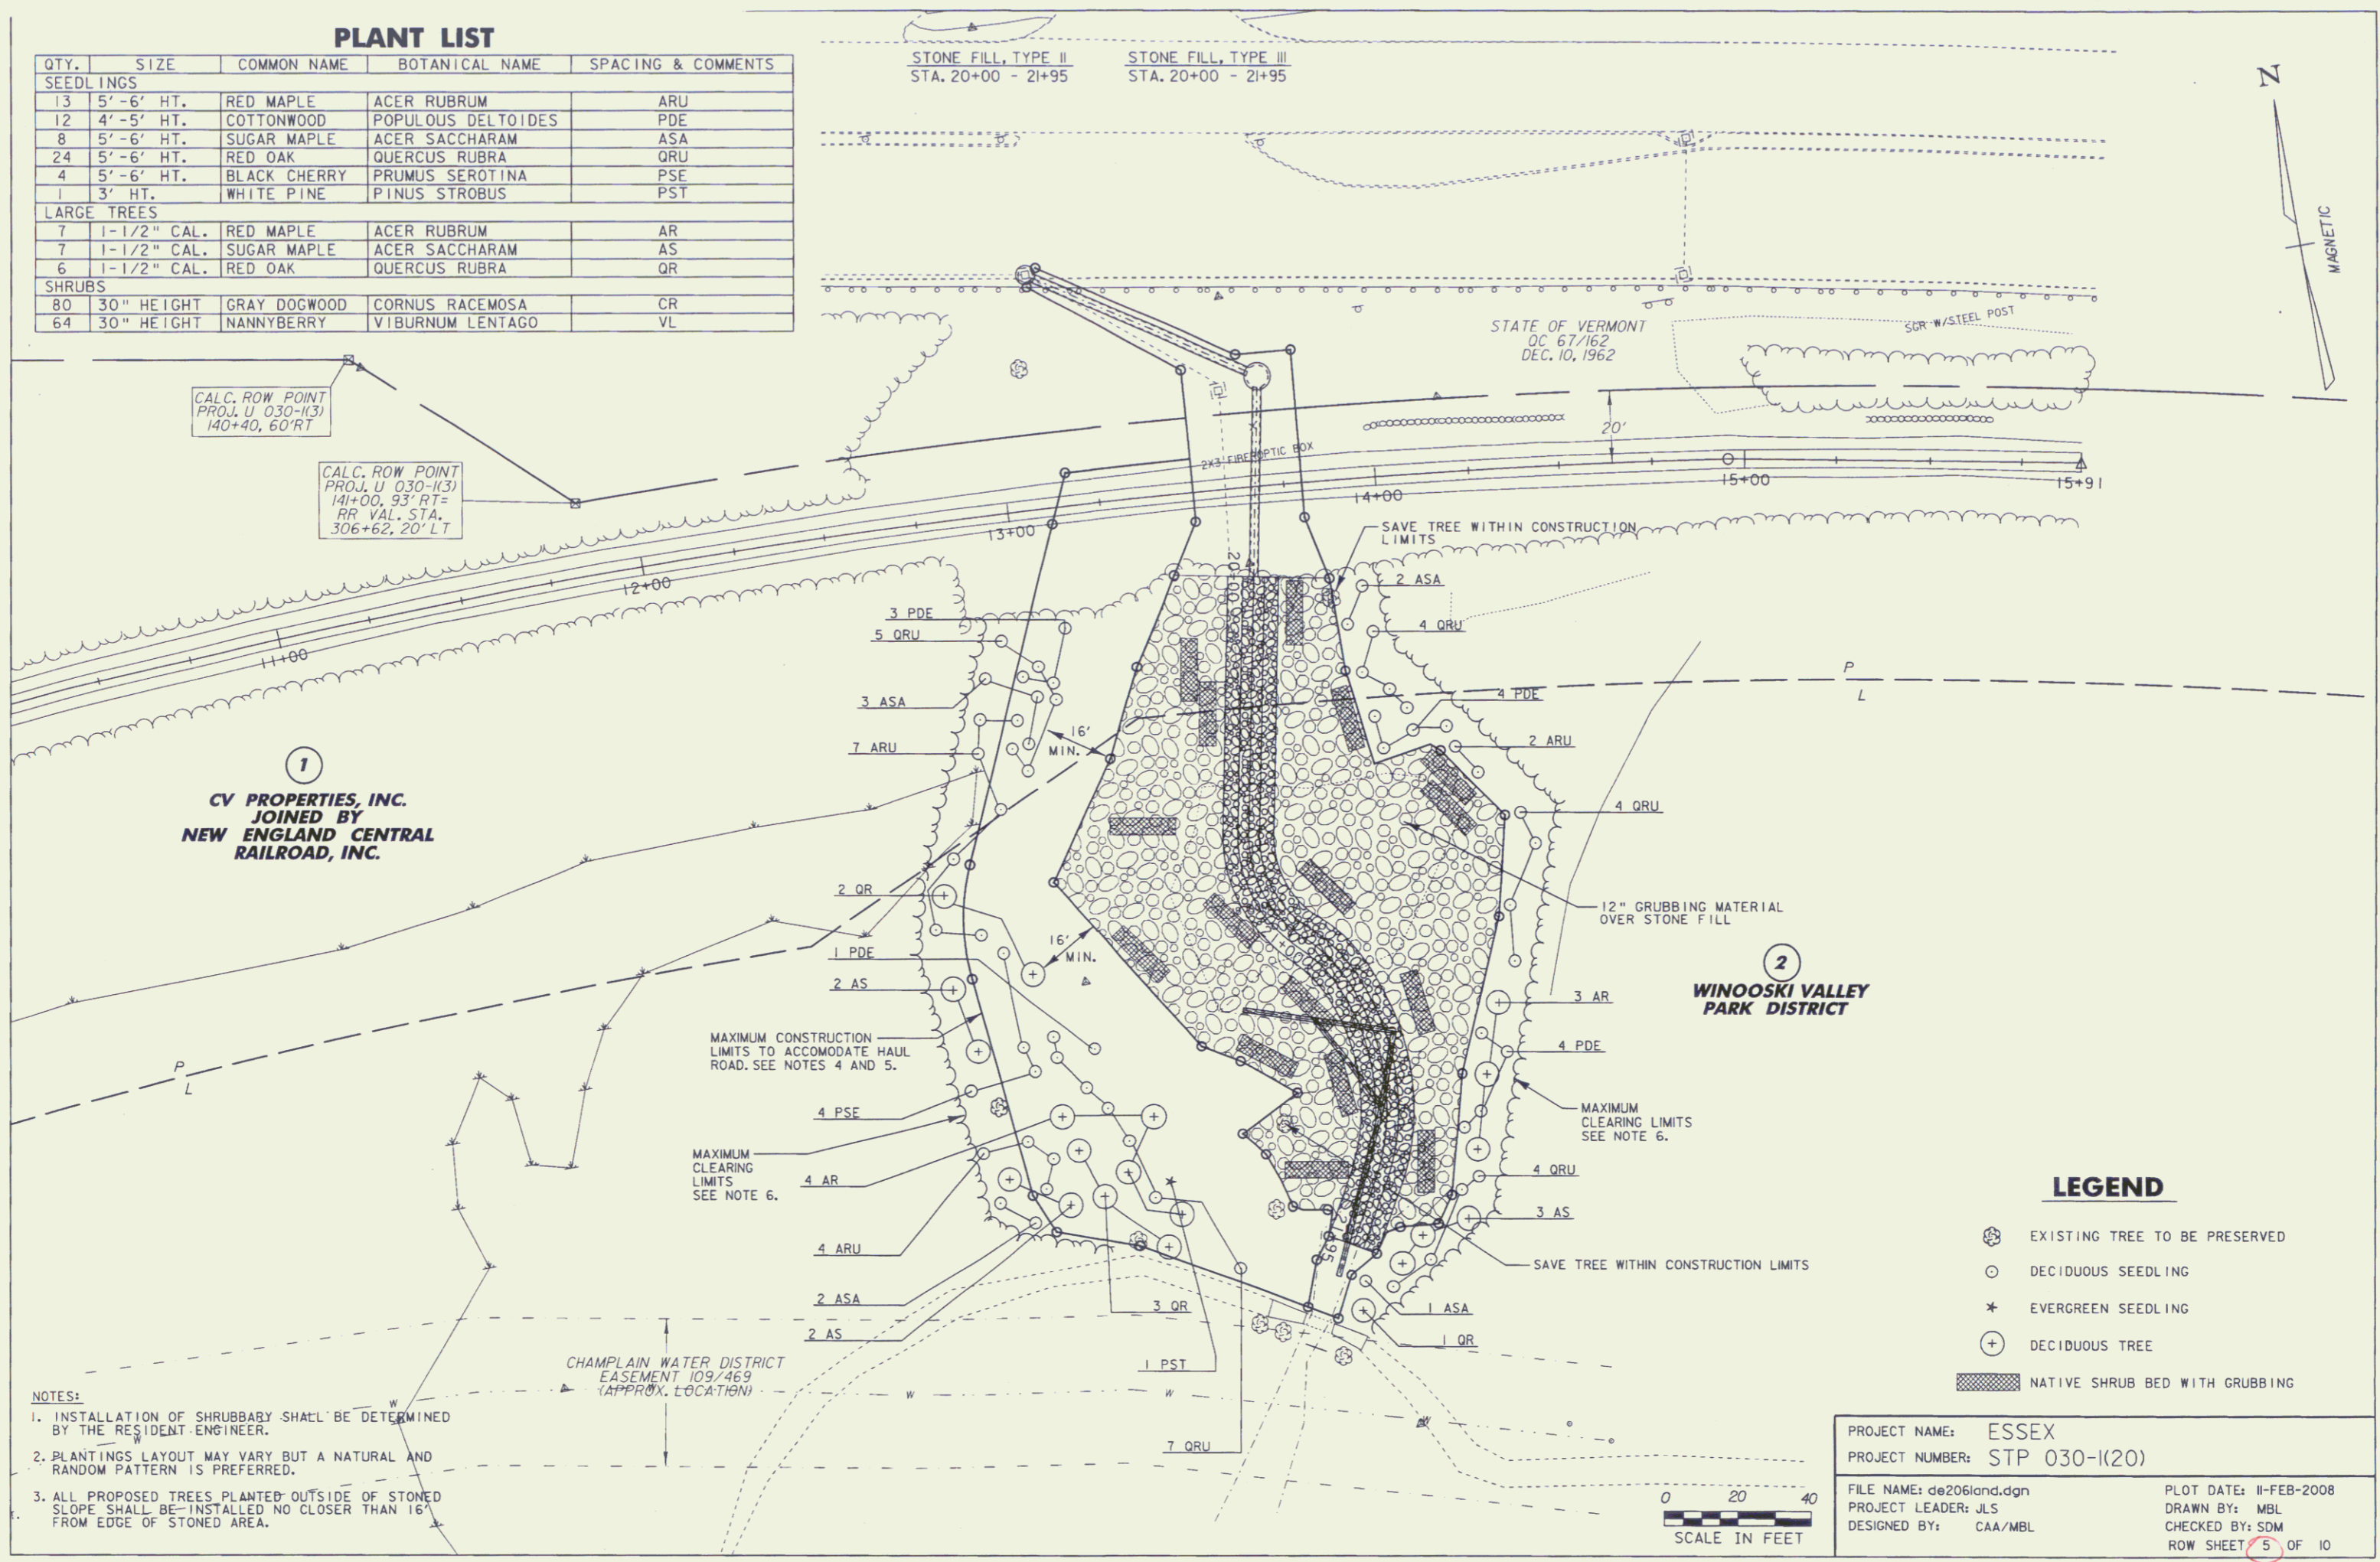 PLANT LIST
QTY. SIZE COMMON NAME BOTANICAL NAME SPACING & COMMENTS
SEEDLINGS
13 5'-6' HT. RED MAPLE ACER RUBRUM ARU
12 4'-5' HT. COTTONWOOD POPULOUS DELTOIDES PDE
8 5'-6' HT. SUGAR MAPLE ACER SACCHARAM ASA
24 5'-6' HT. RED OAK QUERCUS RUBRA QRU
4 5'-6' HT. BLACK CHERRY PRUMUS SEROTINA PSE
1 3' HT. WHITE PINE PINUS STROBUS PST
LARGE TREES
7 1-1/2" CAL. RED MAPLE ACER RUBRUM AR
7 1-1/2" CAL. SUGAR MAPLE ACER SACCHARAM AS
6 1-1/2" CAL. RED OAK QUERCUS RUBRA QR
SHRUBS
80 30" HEIGHT GRAY DOGWOOD CORNUS RACEMOSA CR
64 30" HEIGHT NANNYBERRY VIBURNUM LENTAGO VL
STONE FILL, TYPE II
STA. 20+00 - 21+95
STONE FILL, TYPE III
STA. 20+00 - 21+95
N
MAGNETIC
STATE OF VERMONT
QC 67/162
DEC. 10, 1962
SGR W/STEEL POST
CALC. ROW POINT
PROJ. U 030-1(3)
140+40, 60'RT
CALC. ROW POINT
PROJ. U 030-1(3)
141+00, 93' RT=
RR VAL. STA.
306+62, 20' LT
20'
2X3' FIBEROPTIC BOX
11+00
12+00
13+00
14+00
15+00
15+91
SAVE TREE WITHIN CONSTRUCTION
LIMITS
2 ASA
3 PDE
4 QRU
5 QRU
P
L
4 PDE
3 ASA
16'
MIN.
7 ARU
2 ARU
1
CV PROPERTIES, INC.
JOINED BY
NEW ENGLAND CENTRAL
RAILROAD, INC.
4 QRU
2 QR
12" GRUBBING MATERIAL
OVER STONE FILL
16'
MIN.
1 PDE
2
WINOOSKI VALLEY
PARK DISTRICT
2 AS
3 AR
MAXIMUM CONSTRUCTION
LIMITS TO ACCOMODATE HAUL
ROAD. SEE NOTES 4 AND 5.
4 PDE
P
L
4 PSE
MAXIMUM
CLEARING LIMITS
SEE NOTE 6.
MAXIMUM
CLEARING
LIMITS
SEE NOTE 6.
4 AR
4 QRU
3 AS
4 ARU
SAVE TREE WITHIN CONSTRUCTION LIMITS
2 ASA
3 QR
1 ASA
2 AS
1 QR
1 PST
7 QRU
CHAMPLAIN WATER DISTRICT
EASEMENT 109/469
(APPROX. LOCATION)
W
W
W
W
W
LEGEND
EXISTING TREE TO BE PRESERVED
DECIDUOUS SEEDLING
EVERGREEN SEEDLING
DECIDUOUS TREE
NATIVE SHRUB BED WITH GRUBBING
NOTES:
1. INSTALLATION OF SHRUBBARY SHALL BE DETERMINED
BY THE RESIDENT ENGINEER.
2. PLANTINGS LAYOUT MAY VARY BUT A NATURAL AND
RANDOM PATTERN IS PREFERRED.
3. ALL PROPOSED TREES PLANTED OUTSIDE OF STONED
SLOPE SHALL BE INSTALLED NO CLOSER THAN 16'
FROM EDGE OF STONED AREA.
0 20 40
SCALE IN FEET
PROJECT NAME: ESSEX
PROJECT NUMBER: STP 030-1(20)
FILE NAME: de206land.dgn PLOT DATE: 11-FEB-2008
PROJECT LEADER: JLS DRAWN BY: MBL
DESIGNED BY: CAA/MBL CHECKED BY: SDM
ROW SHEET 5 OF 10